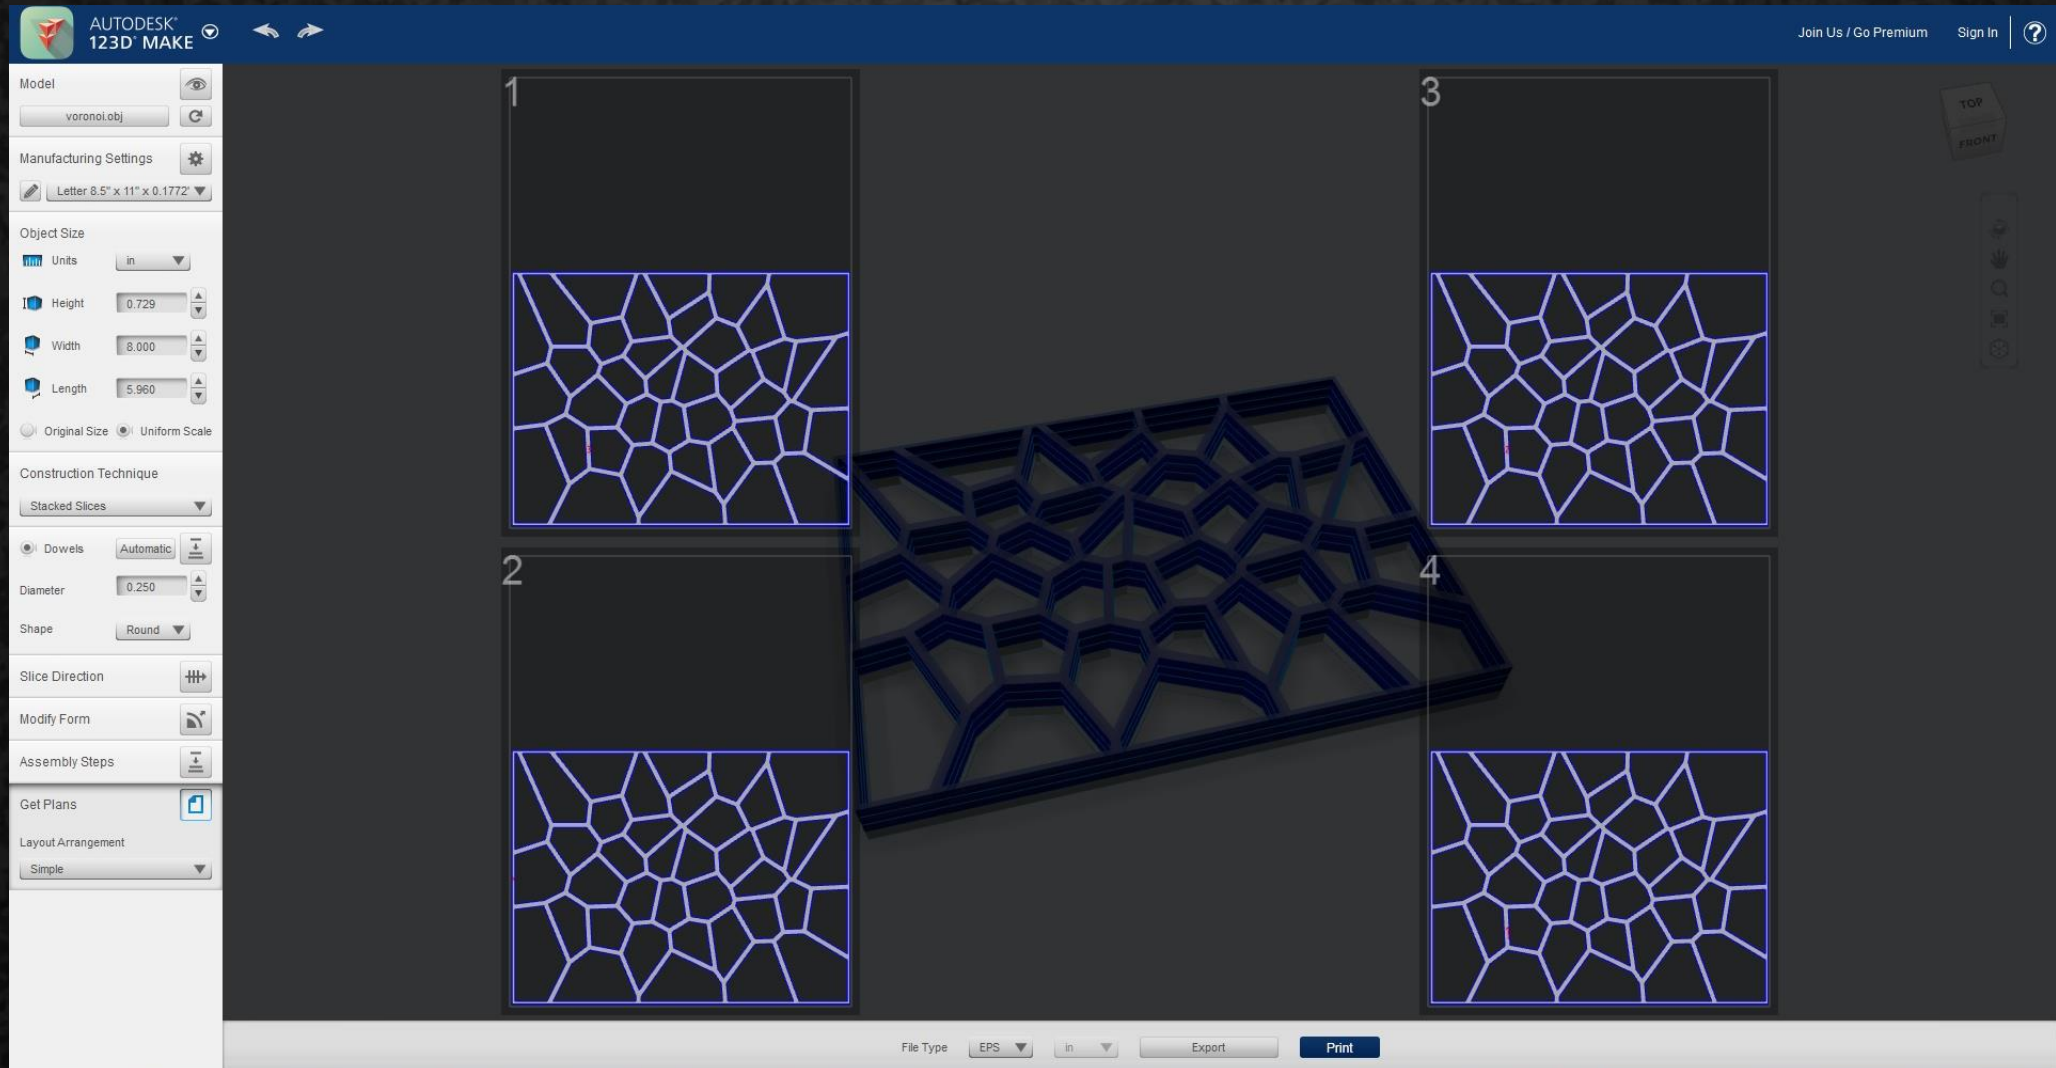 AUTODESK®
123D® MAKE
Join Us / Go Premium
Sign In
?
Model
voronoi.obj
Manufacturing Settings
Letter 8.5" x 11" x 0.1772'
Object Size
Units
in
Height
0.729
Width
8.000
Length
5.960
Original Size
Uniform Scale
Construction Technique
Stacked Slices
Dowels
Automatic
Diameter
0.250
Shape
Round
Slice Direction
Modify Form
Assembly Steps
Get Plans
Layout Arrangement
Simple
1
3
2
4
TOP
FRONT
File Type
EPS
in
Export
Print